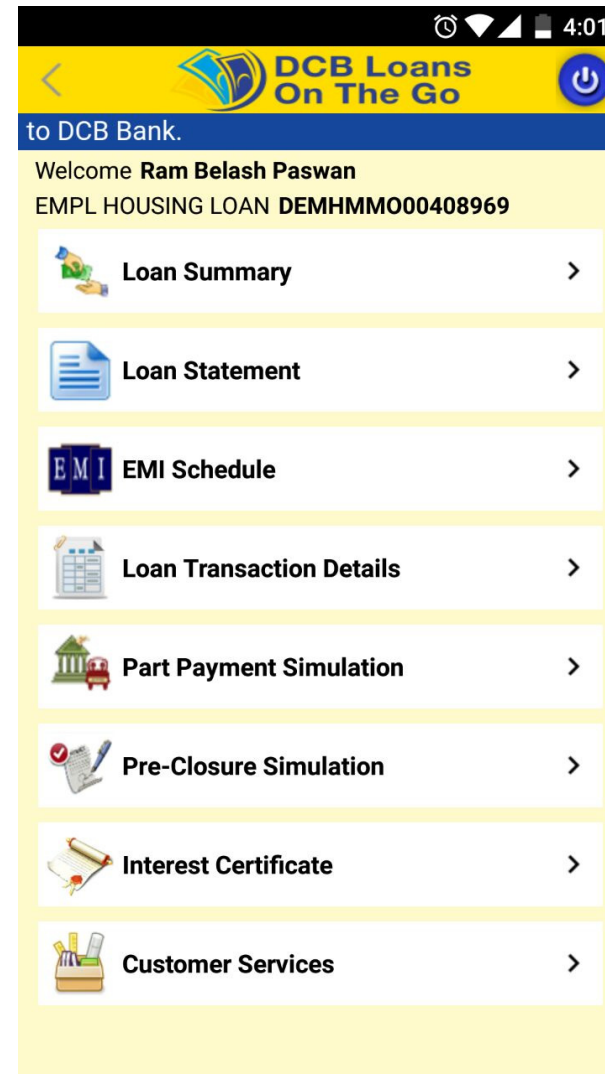 4:01
DCB Loans
On The Go
to DCB Bank.
Welcome Ram Belash Paswan
EMPL HOUSING LOAN DEMHMMO00408969
Loan Summary
Loan Statement
EMI EMI Schedule
Loan Transaction Details
Part Payment Simulation
Pre-Closure Simulation
Interest Certificate
Customer Services